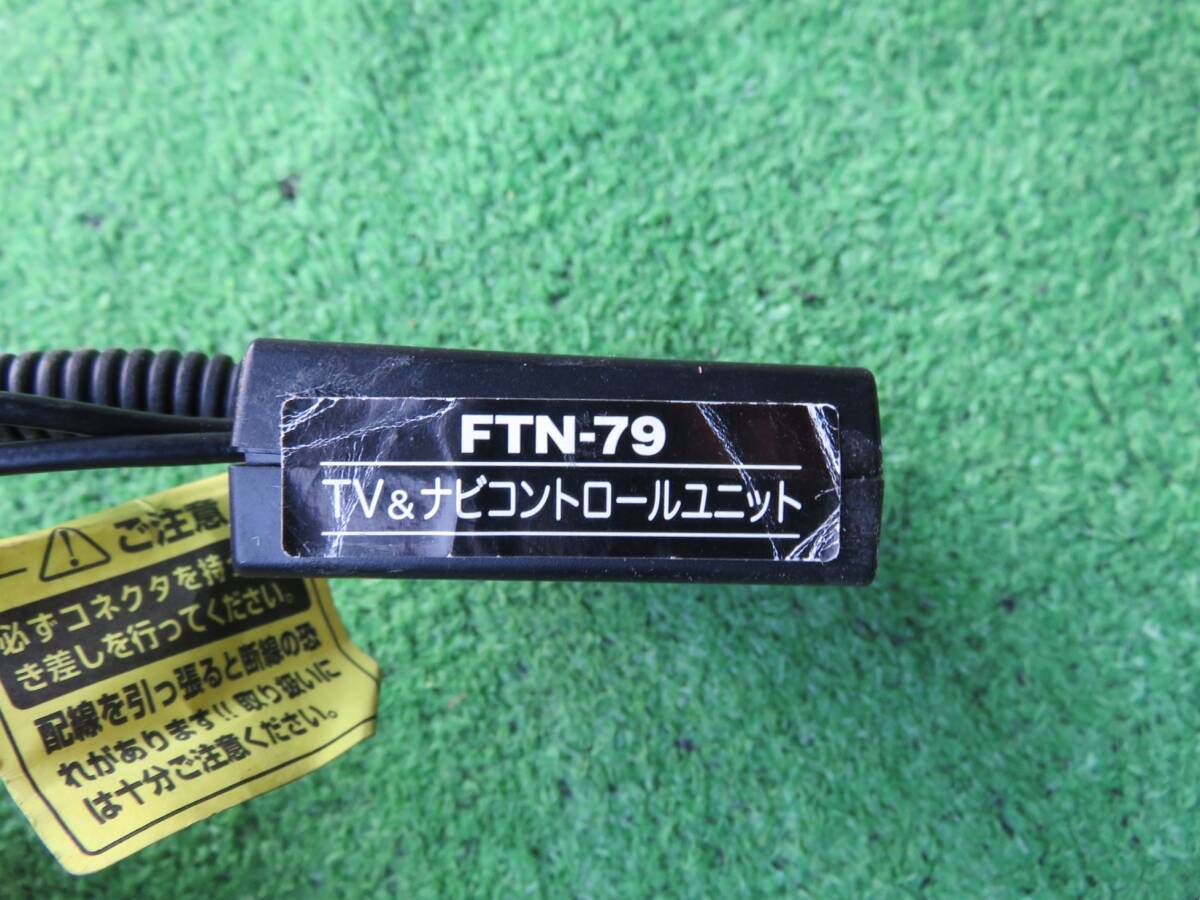 FTN-79
TV&ナビコントロールユニット
ご注意
必ずコネクタを持
き差しを行ってください。
配線を引っ張ると断線の恐
れがあります!!取り扱いに
は十分ご注意ください。